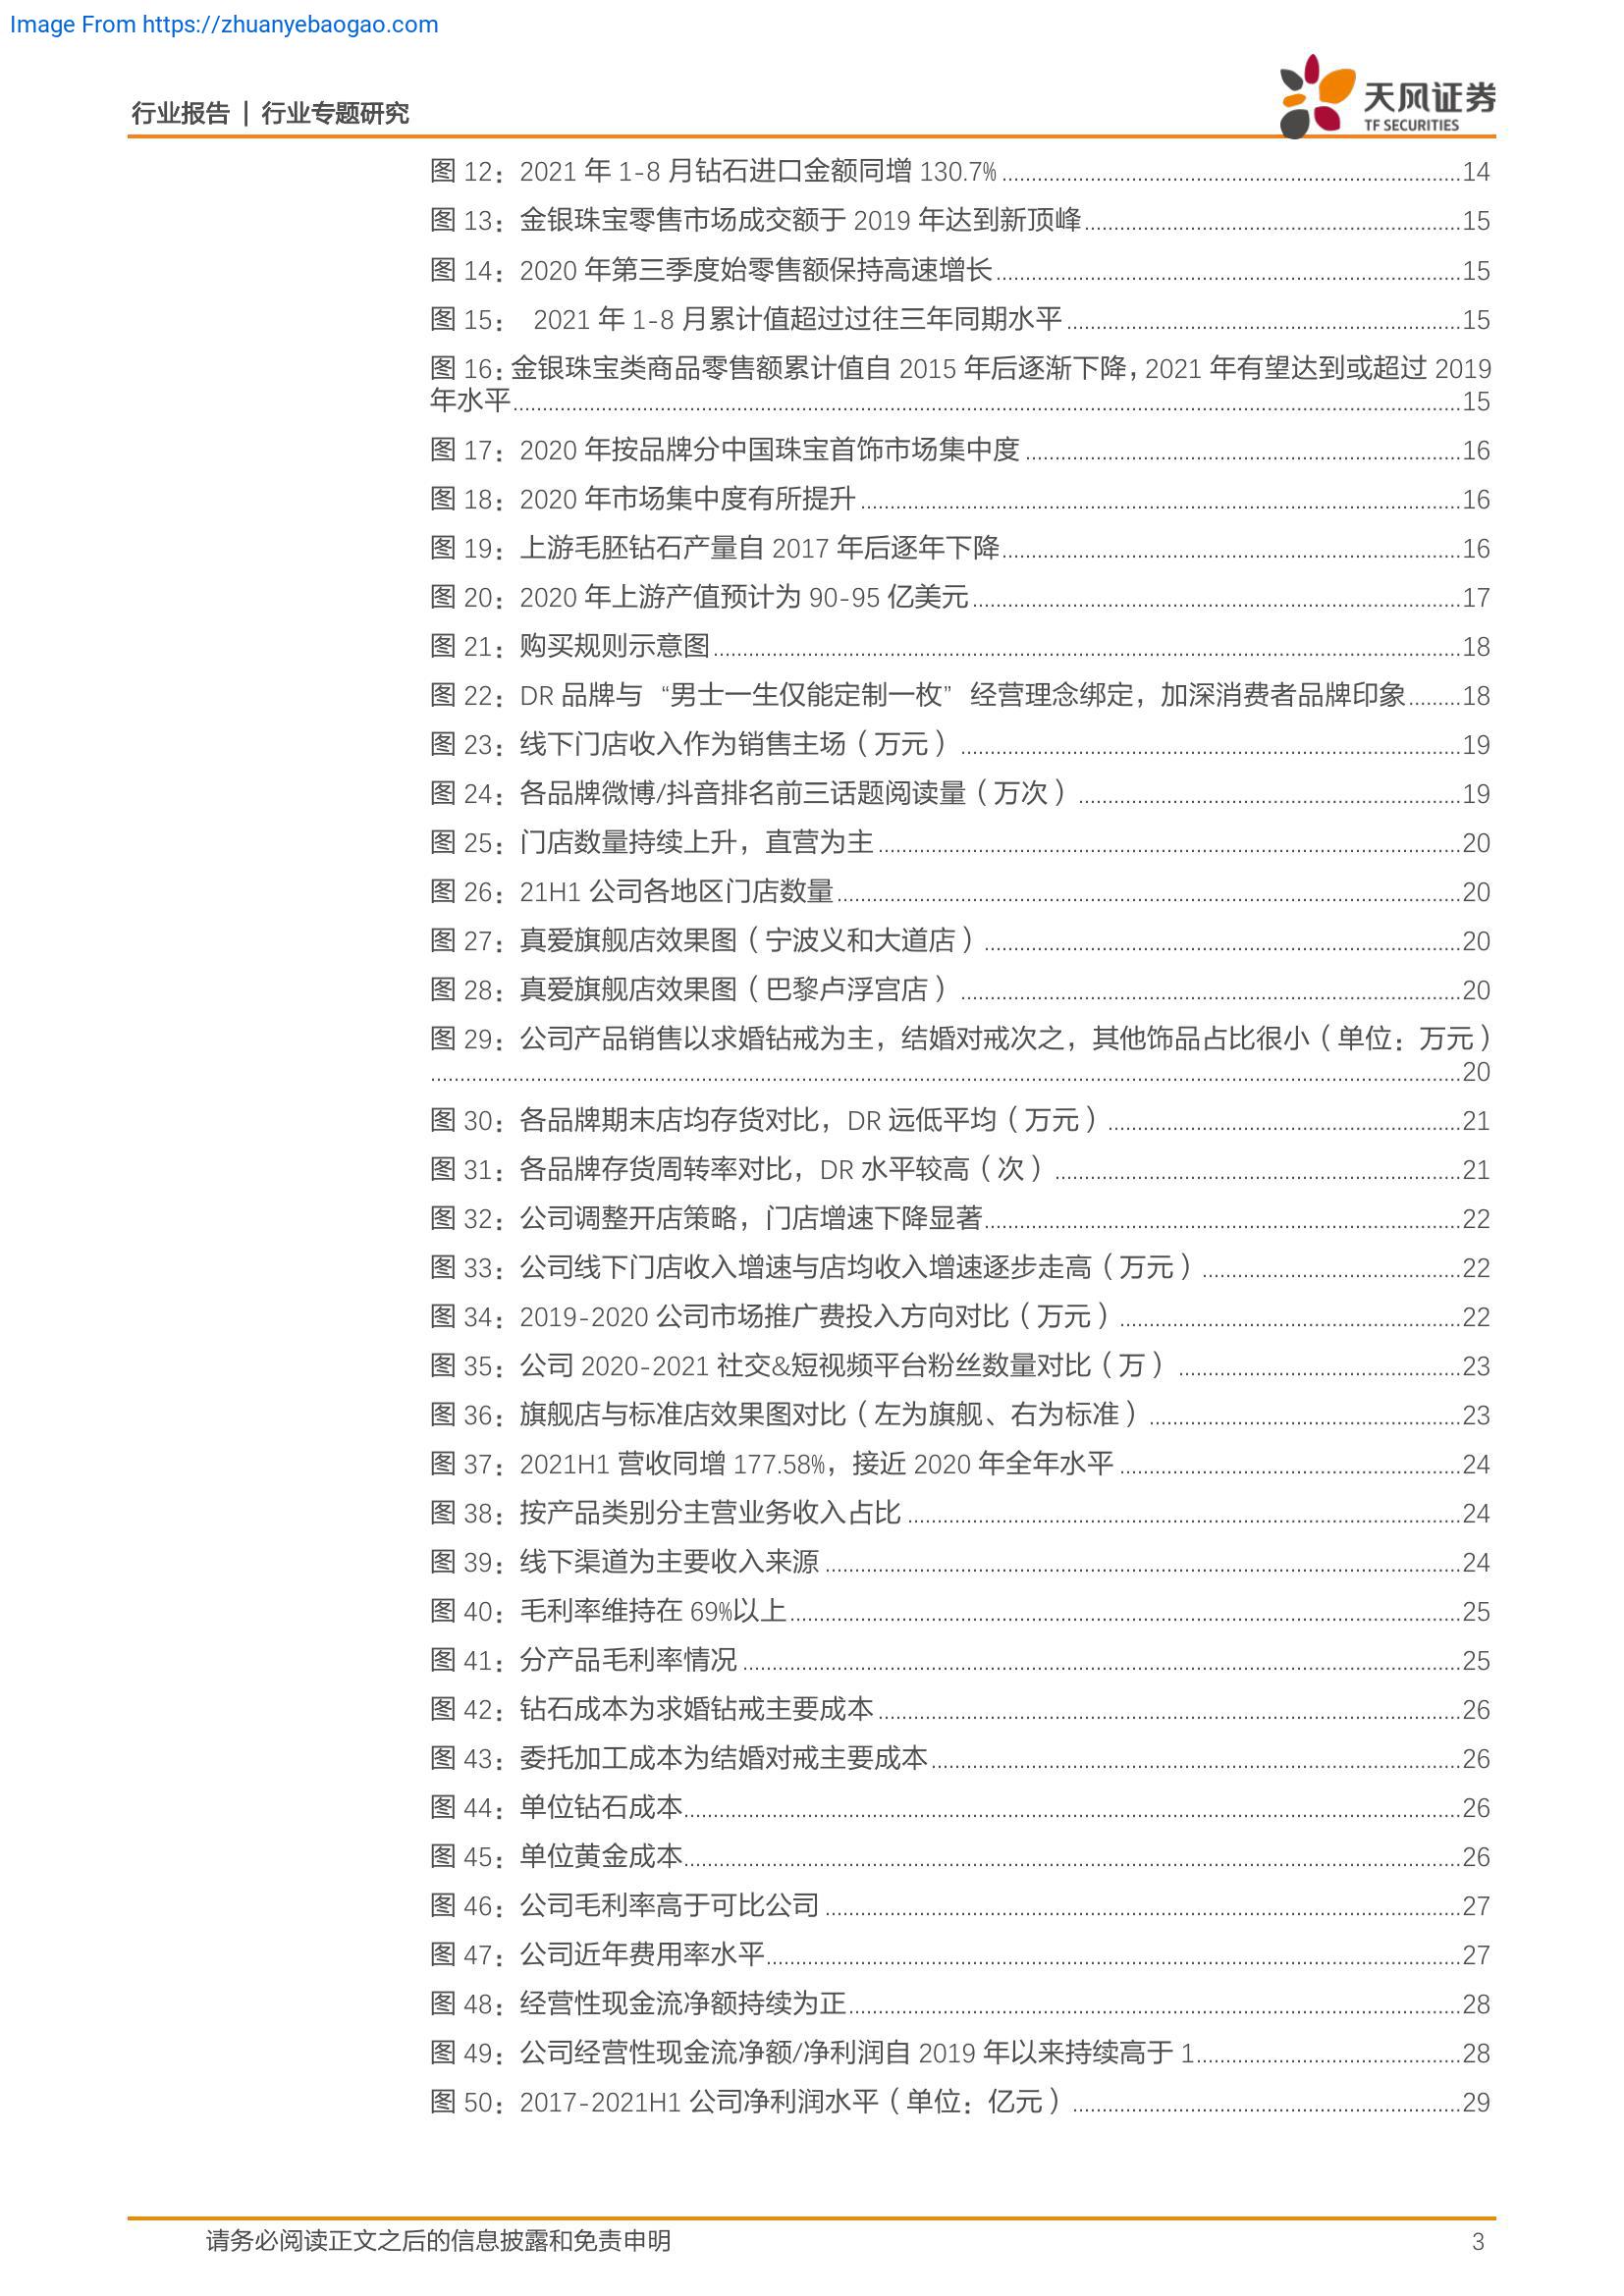 Image From https://zhuanyebaogao.com
行业报告 | 行业专题研究
天风证券
TF SECURITIES
图 12：2021 年 1-8 月钻石进口金额同增 130.7%......14
图 13：金银珠宝零售市场成交额于 2019 年达到新顶峰......15
图 14：2020 年第三季度始零售额保持高速增长......15
图 15： 2021 年 1-8 月累计值超过过往三年同期水平......15
图 16：金银珠宝类商品零售额累计值自 2015 年后逐渐下降，2021 年有望达到或超过 2019
年水平......15
图 17：2020 年按品牌分中国珠宝首饰市场集中度......16
图 18：2020 年市场集中度有所提升......16
图 19：上游毛胚钻石产量自 2017 年后逐年下降......16
图 20：2020 年上游产值预计为 90-95 亿美元......17
图 21：购买规则示意图......18
图 22：DR 品牌与 “男士一生仅能定制一枚” 经营理念绑定，加深消费者品牌印象......18
图 23：线下门店收入作为销售主场（万元）......19
图 24：各品牌微博/抖音排名前三话题阅读量（万次）......19
图 25：门店数量持续上升，直营为主......20
图 26：21H1 公司各地区门店数量......20
图 27：真爱旗舰店效果图（宁波义和大道店）......20
图 28：真爱旗舰店效果图（巴黎卢浮宫店）......20
图 29：公司产品销售以求婚钻戒为主，结婚对戒次之，其他饰品占比很小（单位：万元）
......20
图 30：各品牌期末店均存货对比，DR 远低平均（万元）......21
图 31：各品牌存货周转率对比，DR 水平较高（次）......21
图 32：公司调整开店策略，门店增速下降显著......22
图 33：公司线下门店收入增速与店均收入增速逐步走高（万元）......22
图 34：2019-2020 公司市场推广费投入方向对比（万元）......22
图 35：公司 2020-2021 社交&短视频平台粉丝数量对比（万）......23
图 36：旗舰店与标准店效果图对比（左为旗舰、右为标准）......23
图 37：2021H1 营收同增 177.58%，接近 2020 年全年水平......24
图 38：按产品类别分主营业务收入占比......24
图 39：线下渠道为主要收入来源......24
图 40：毛利率维持在 69%以上......25
图 41：分产品毛利率情况......25
图 42：钻石成本为求婚钻戒主要成本......26
图 43：委托加工成本为结婚对戒主要成本......26
图 44：单位钻石成本......26
图 45：单位黄金成本......26
图 46：公司毛利率高于可比公司......27
图 47：公司近年费用率水平......27
图 48：经营性现金流净额持续为正......28
图 49：公司经营性现金流净额/净利润自 2019 年以来持续高于 1......28
图 50：2017-2021H1 公司净利润水平（单位：亿元）......29
请务必阅读正文之后的信息披露和免责申明 3